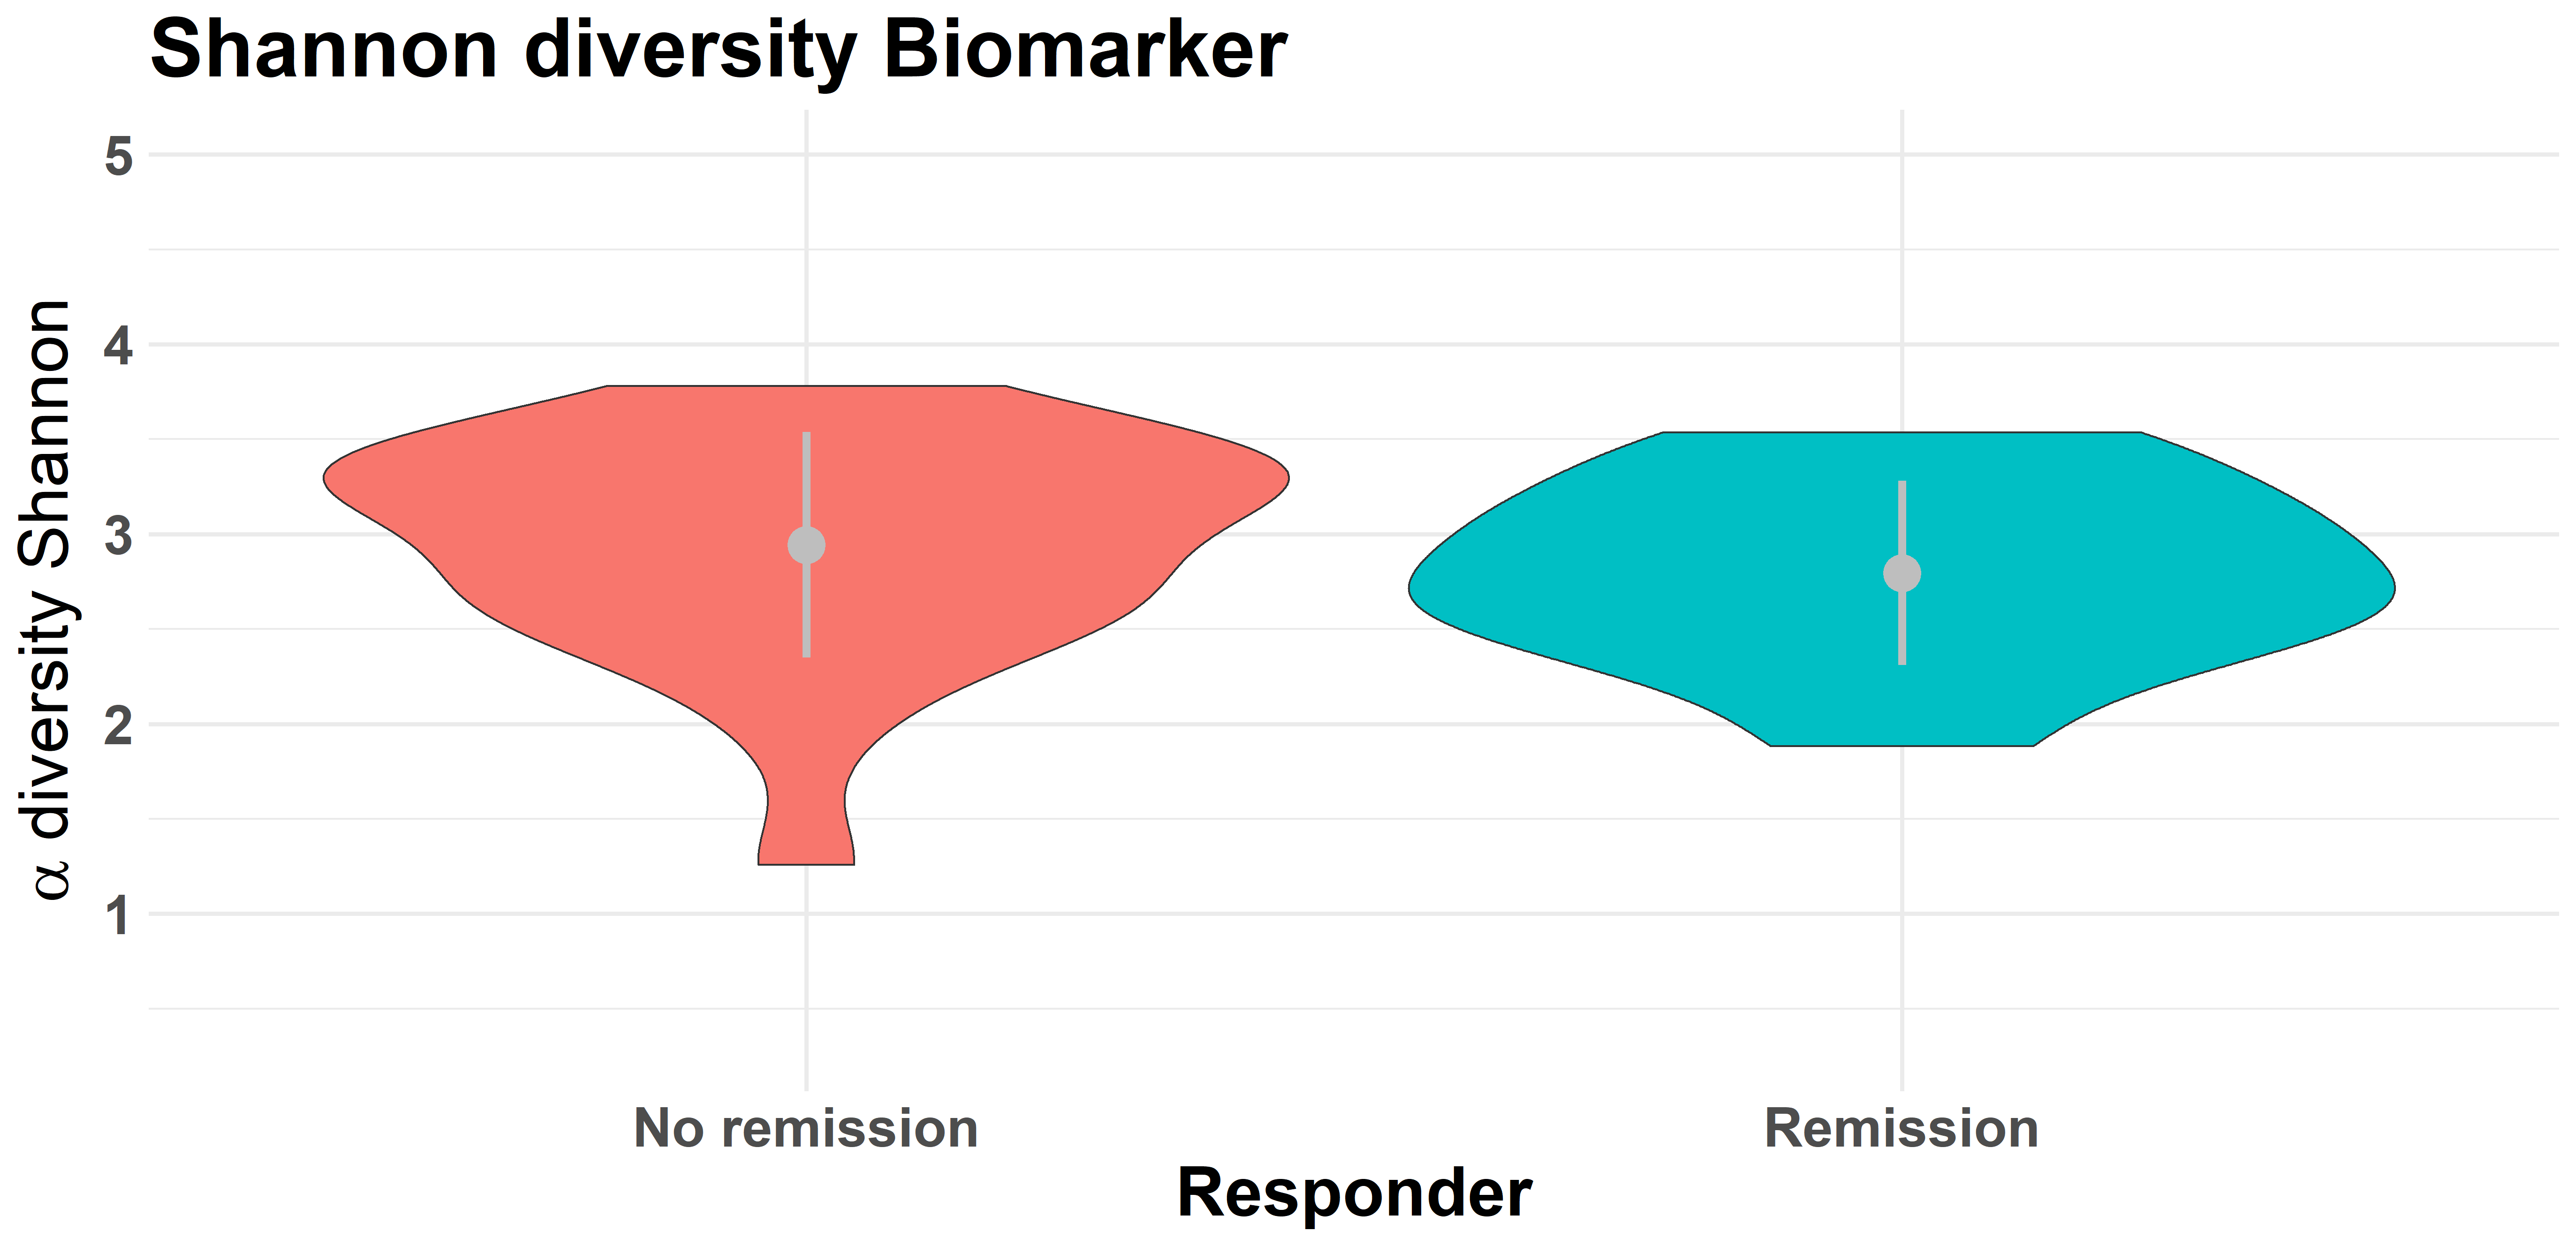 Shannon diversity Biomarker
α diversity Shannon
5
4
3
2
1
No remission
Remission
Responder